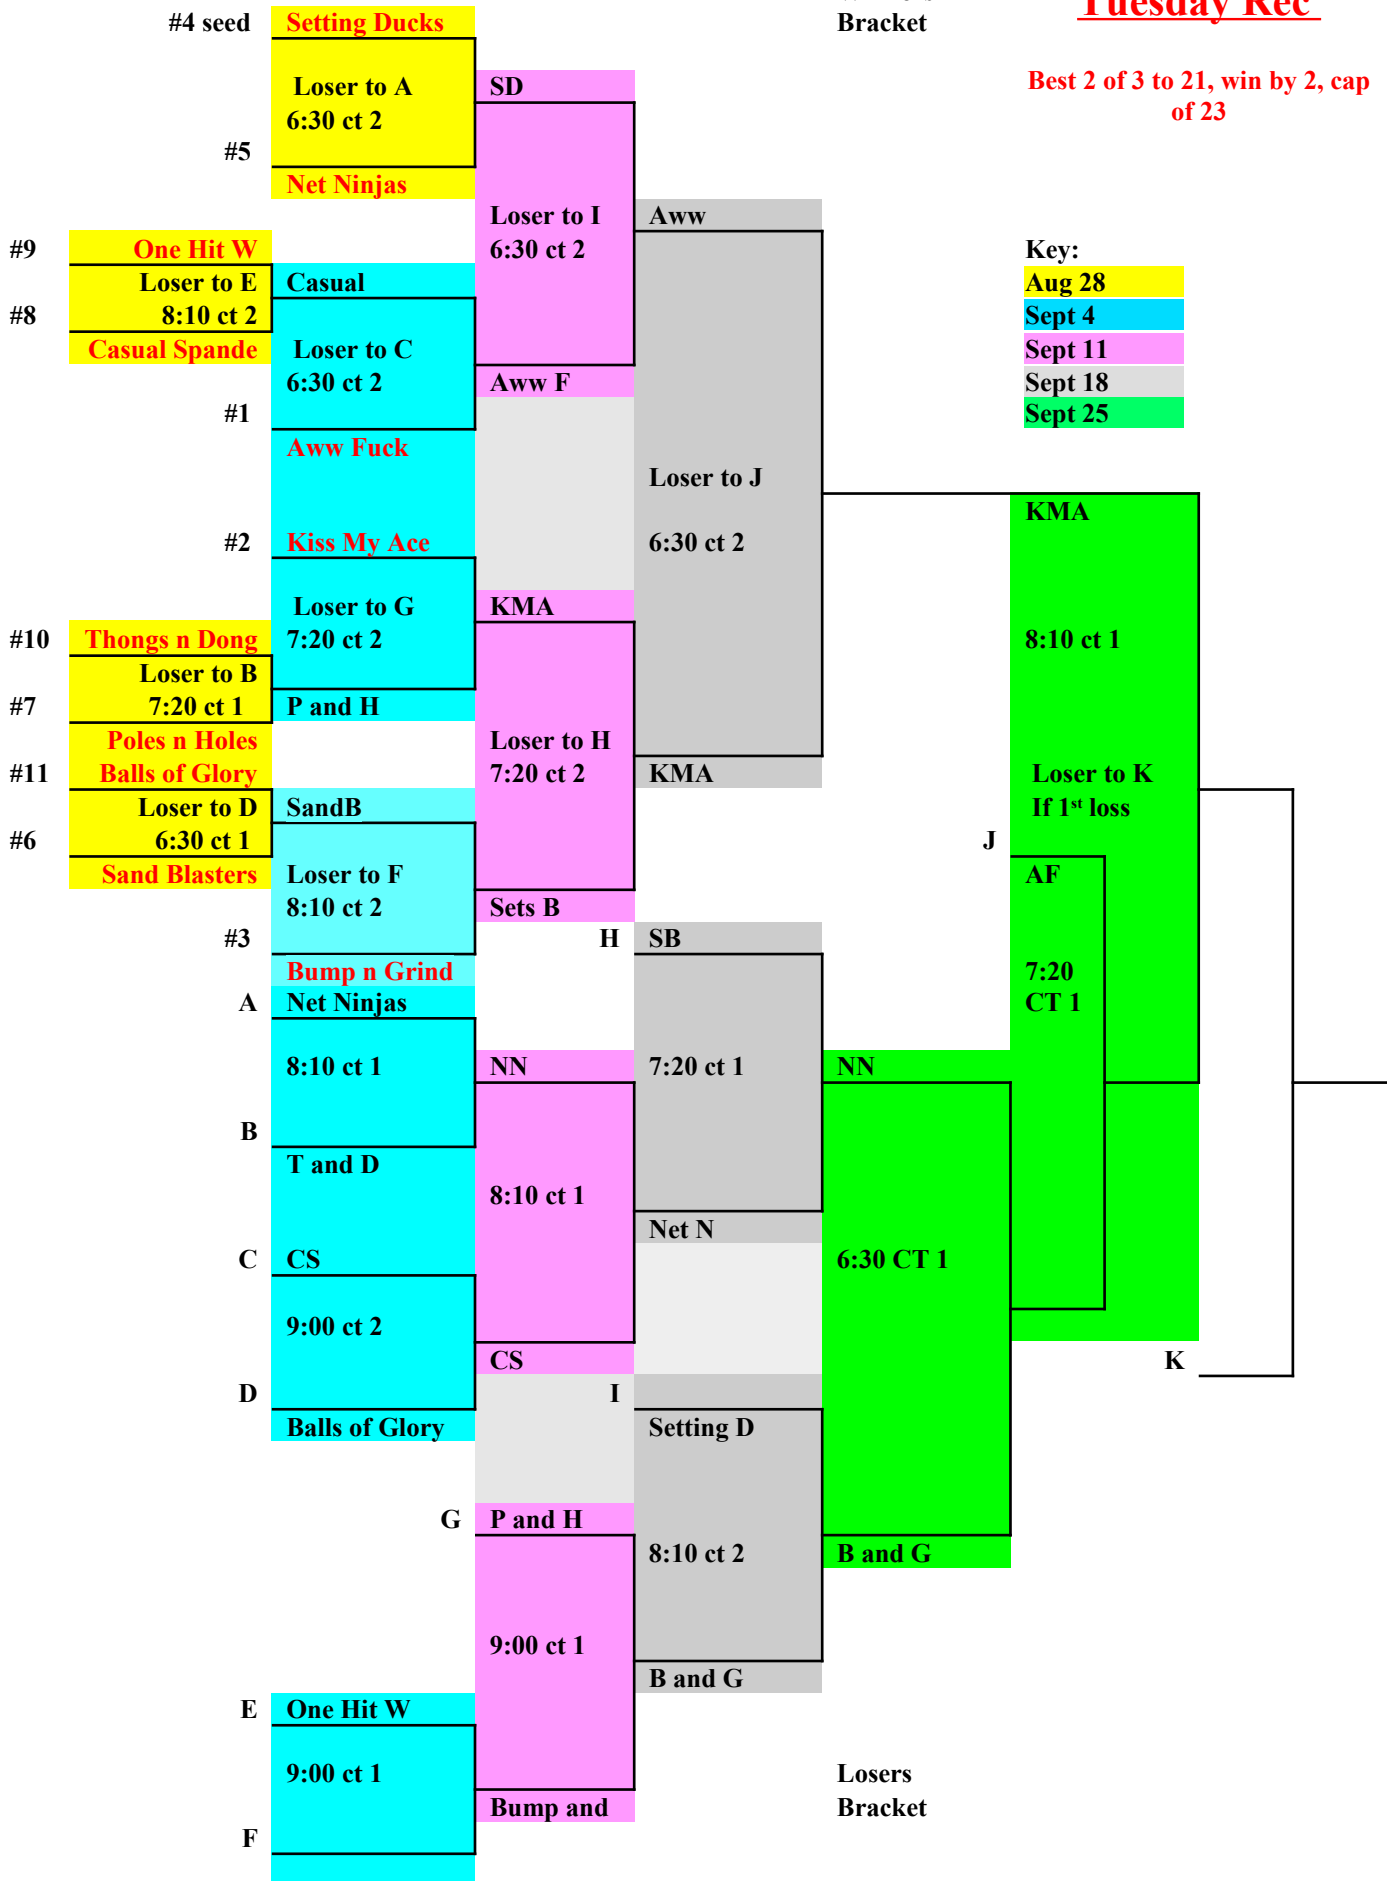 Tuesday Rec
#4 seed Setting Ducks Bracket
Best 2 of 3 to 21, win by 2, cap
of 23
Loser to A SD
6:30 ct 2
#5
Net Ninjas
Loser to I Aww
#9 One Hit W 6:30 ct 2 Key:
Loser to E Casual Aug 28
#8 8:10 ct 2 Sept 4
Casual Spande Loser to C Sept 11
6:30 ct 2 Aww F Sept 18
#1 Sept 25
Aww Fuck
Loser to J
KMA
#2 Kiss My Ace 6:30 ct 2
Loser to G KMA
#10 Thongs n Dong 7:20 ct 2 8:10 ct 1
Loser to B
#7 7:20 ct 1 P and H
Poles n Holes Loser to H
#11 Balls of Glory 7:20 ct 2 KMA Loser to K
Loser to D SandB If 1st loss
#6 6:30 ct 1 J
Sand Blasters Loser to F AF
8:10 ct 2 Sets B
#3 H SB
Bump n Grind 7:20
A Net Ninjas CT 1
8:10 ct 1 NN 7:20 ct 1 NN
B
T and D
8:10 ct 1
Net N
C CS 6:30 CT 1
9:00 ct 2
CS K
D I
Balls of Glory Setting D
G P and H
8:10 ct 2 B and G
9:00 ct 1
B and G
E One Hit W
9:00 ct 1 Losers
Bump and Bracket
F